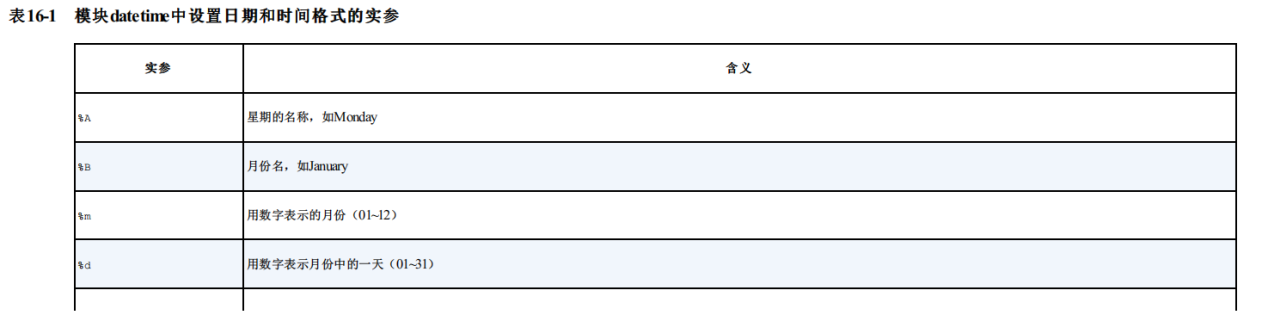 表16-1 模块datetime中设置日期和时间格式的实参
实参 含义
%A 星期的名称，如Monday
%B 月份名，如January
%m 用数字表示的月份（01~12）
%d 用数字表示月份中的一天（01~31）